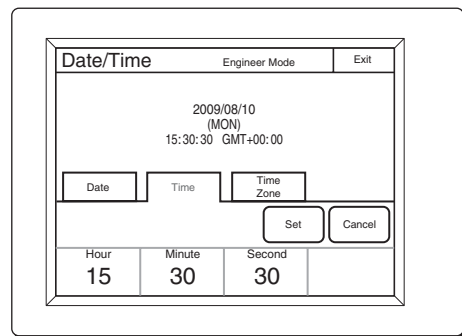 Date/Time Engineer Mode Exit
2009/08/10
(MON)
15:30:30 GMT+00:00
Date Time Time Zone
Set Cancel
Hour Minute Second
15 30 30